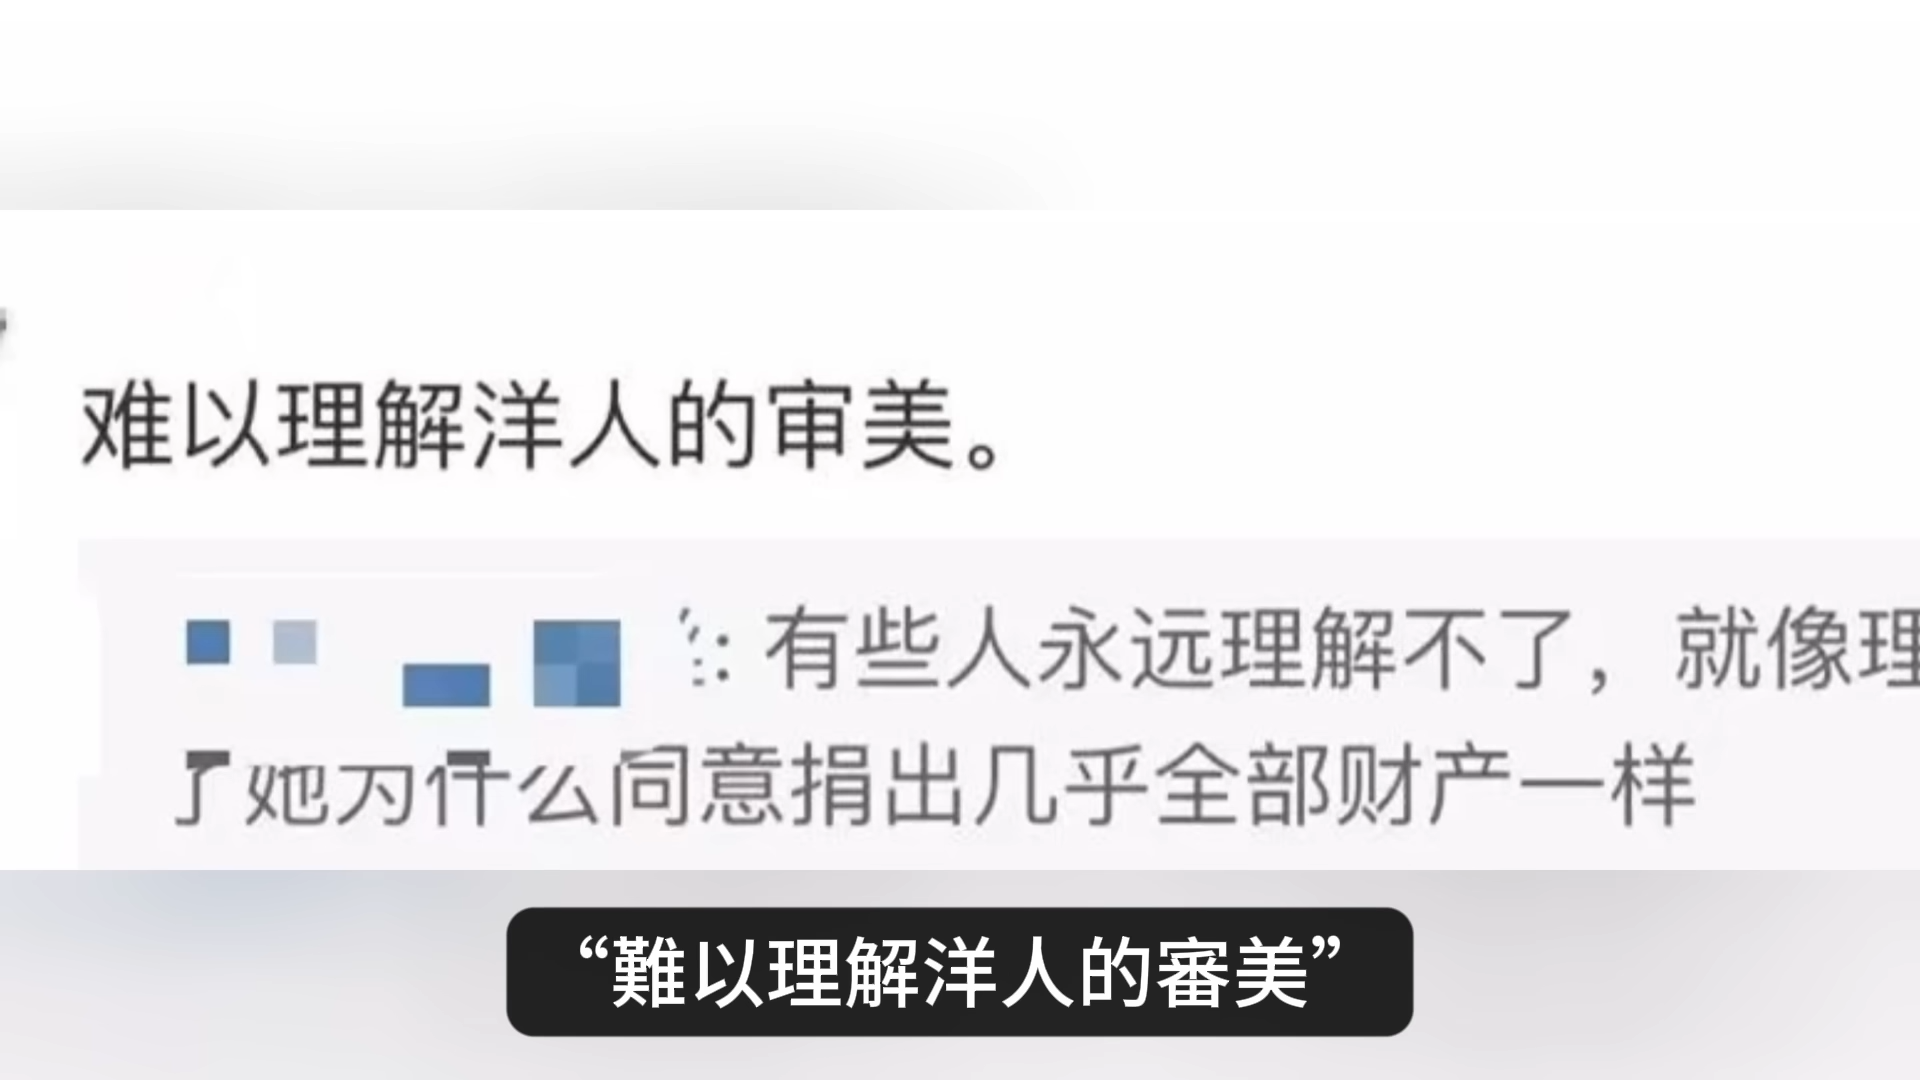 难以理解洋人的审美。
：有些人永远理解不了，就像理
了她为什么同意捐出几乎全部财产一样
“難以理解洋人的審美”